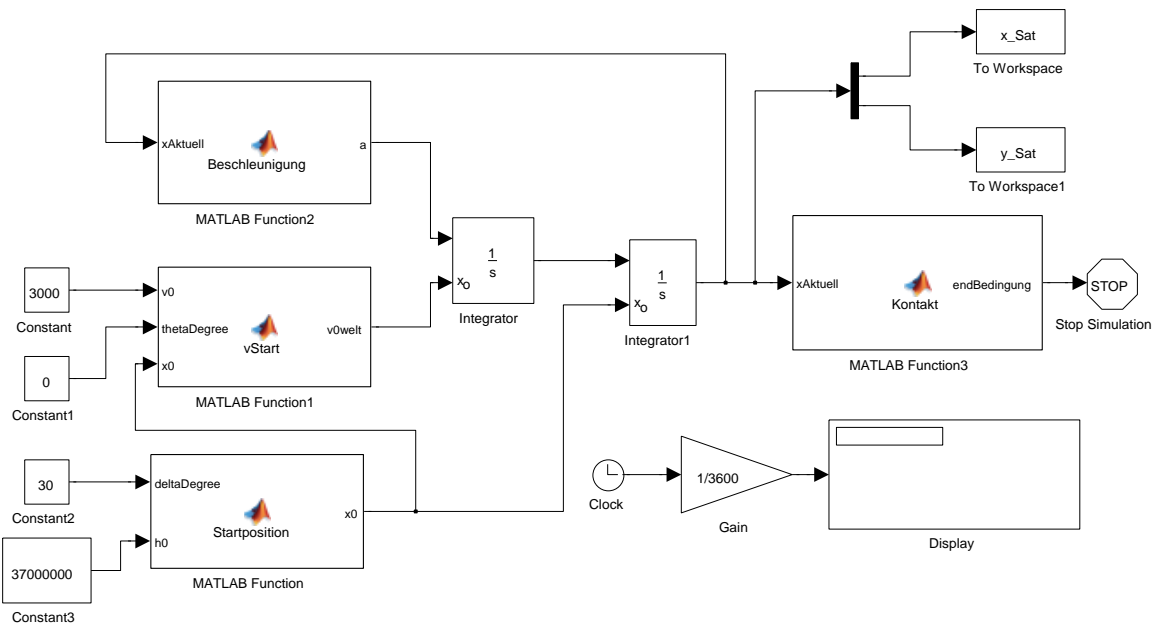 x_Sat
To Workspace
xAktuell
a
Beschleunigung
MATLAB Function2
y_Sat
To Workspace1
1
s
xo
Integrator
1
s
xo
Integrator1
xAktuell
endBedingung
Kontakt
MATLAB Function3
STOP
Stop Simulation
3000
Constant
v0
thetaDegree
v0welt
vStart
x0
MATLAB Function1
0
Constant1
30
Constant2
deltaDegree
x0
Startposition
h0
MATLAB Function
37000000
Constant3
Clock
1/3600
Gain
Display